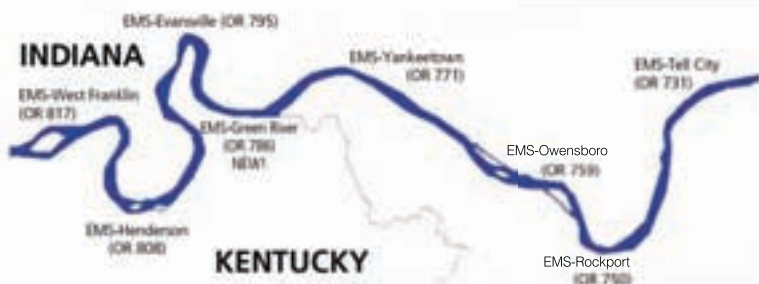 EMS-Evansville (OR 795)
INDIANA
EMS-Yankeetown
(OR 771)
EMS-Tell City
(OR 731)
EMS-West Franklin
(OR 817)
EMS-Green River
(OR 786)
NEW!
EMS-Owensboro
(OR 759)
EMS-Henderson
(OR 808)
KENTUCKY
EMS-Rockport
(OR 750)